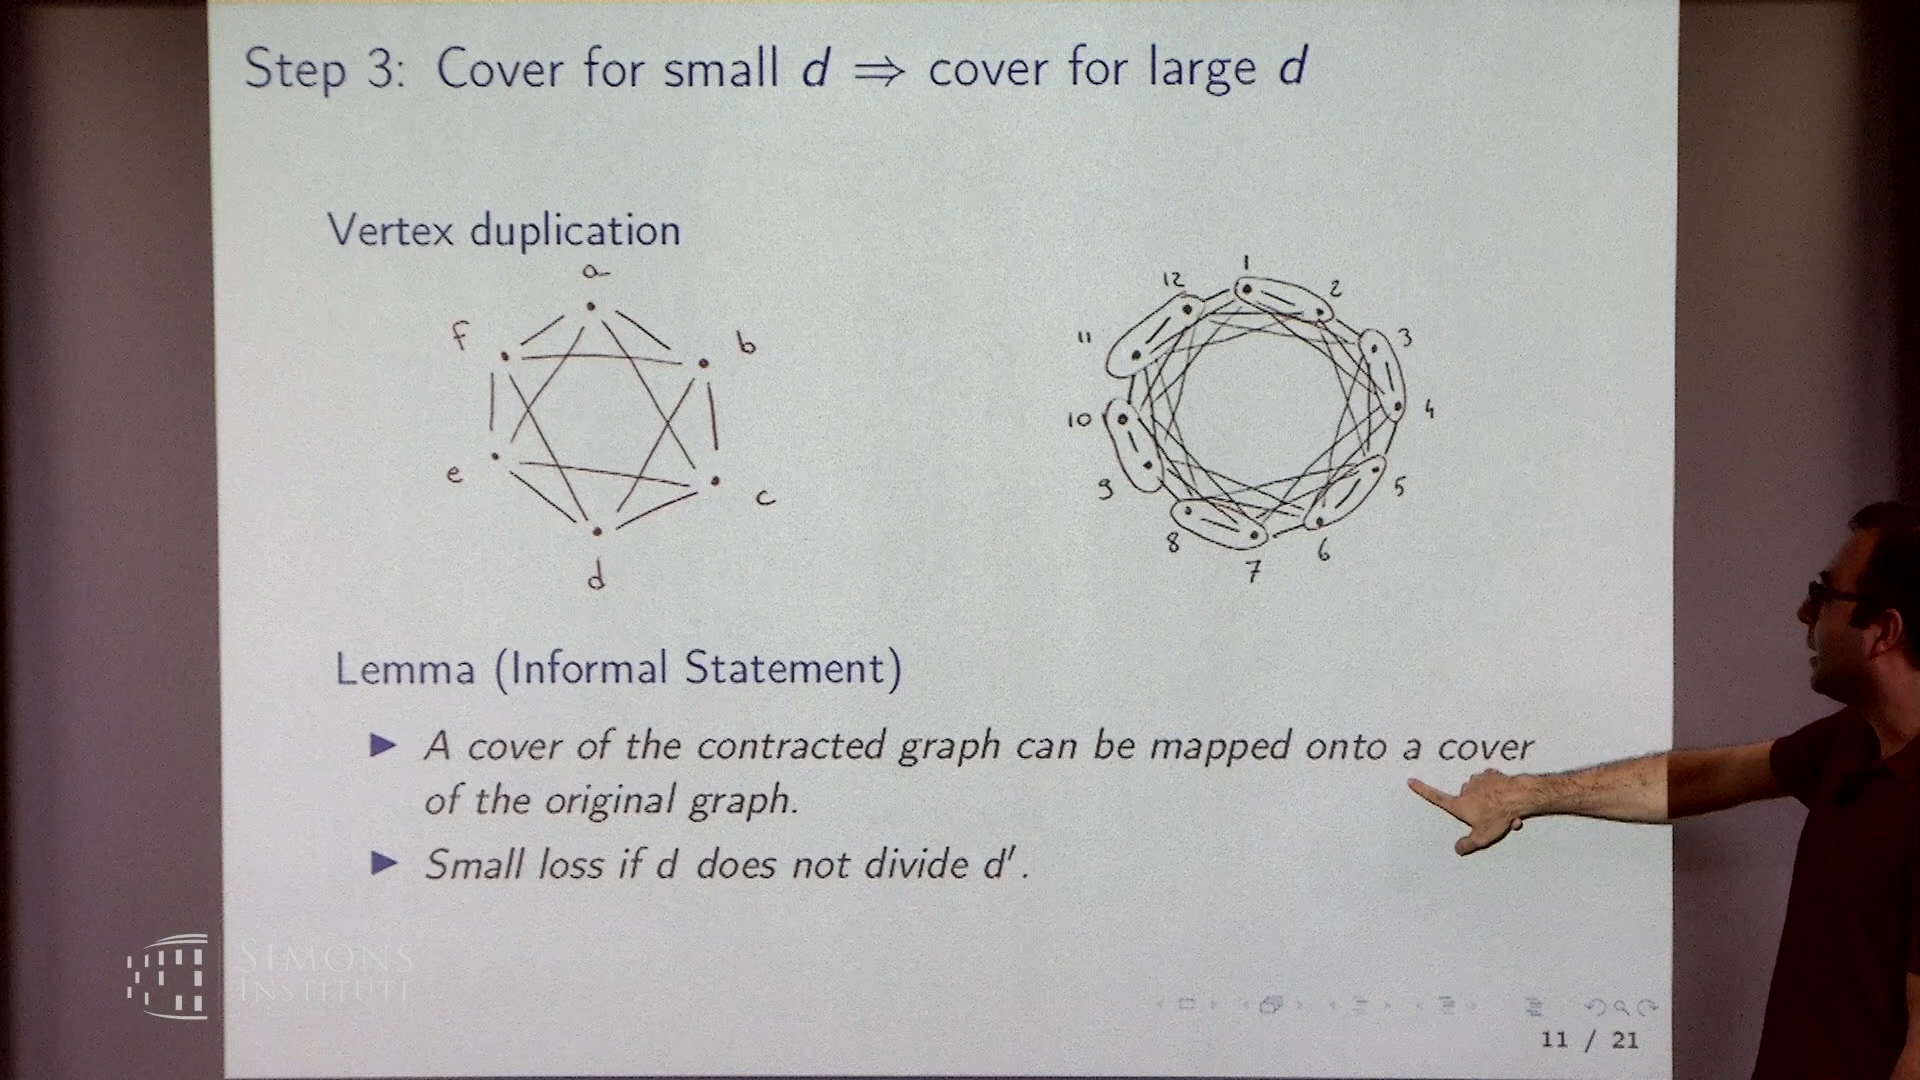 Step 3: Cover for small d ⇒ cover for large d
Vertex duplication
a
b
c
d
e
f
1
2
3
4
5
6
7
8
9
10
11
12
Lemma (Informal Statement)
▶ A cover of the contracted graph can be mapped onto a cover
of the original graph.
▶ Small loss if d does not divide d′.
SIMONS
INSTITUTE
11 / 21